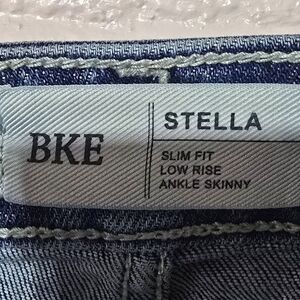 BKE
STELLA
SLIM FIT
LOW RISE
ANKLE SKINNY